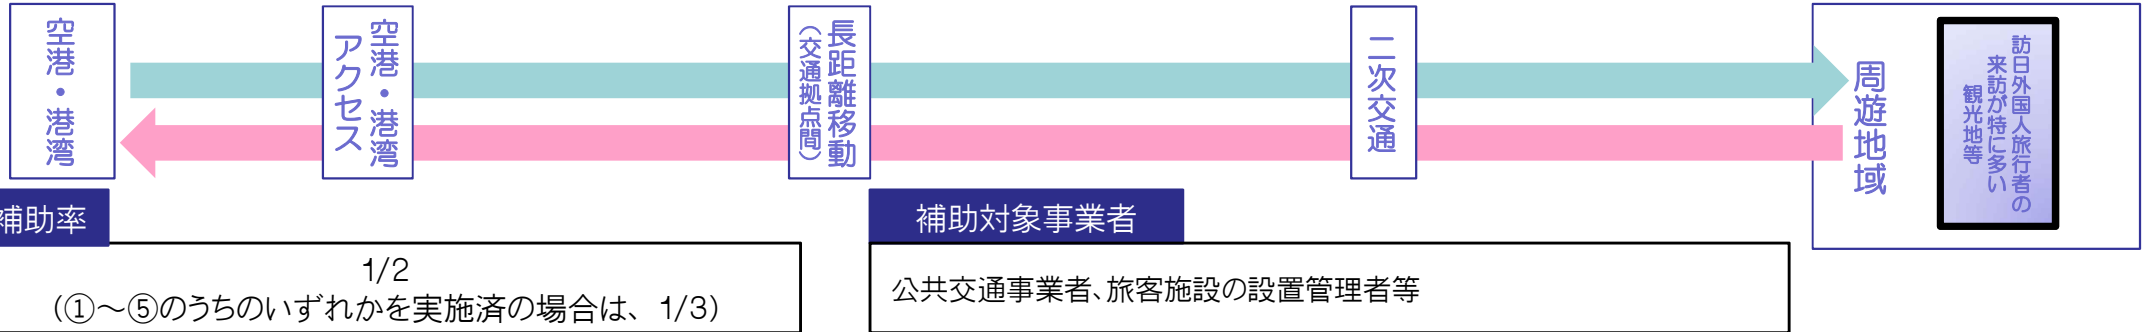 空港・港湾
空港・港湾
アクセス
長距離移動
（交通拠点間）
二次交通
周遊地域
訪日外国人旅行者の
来訪が特に多い
観光地等
補助率
1/2
(①～⑤のうちのいずれかを実施済の場合は、1/3)
補助対象事業者
公共交通事業者、旅客施設の設置管理者等